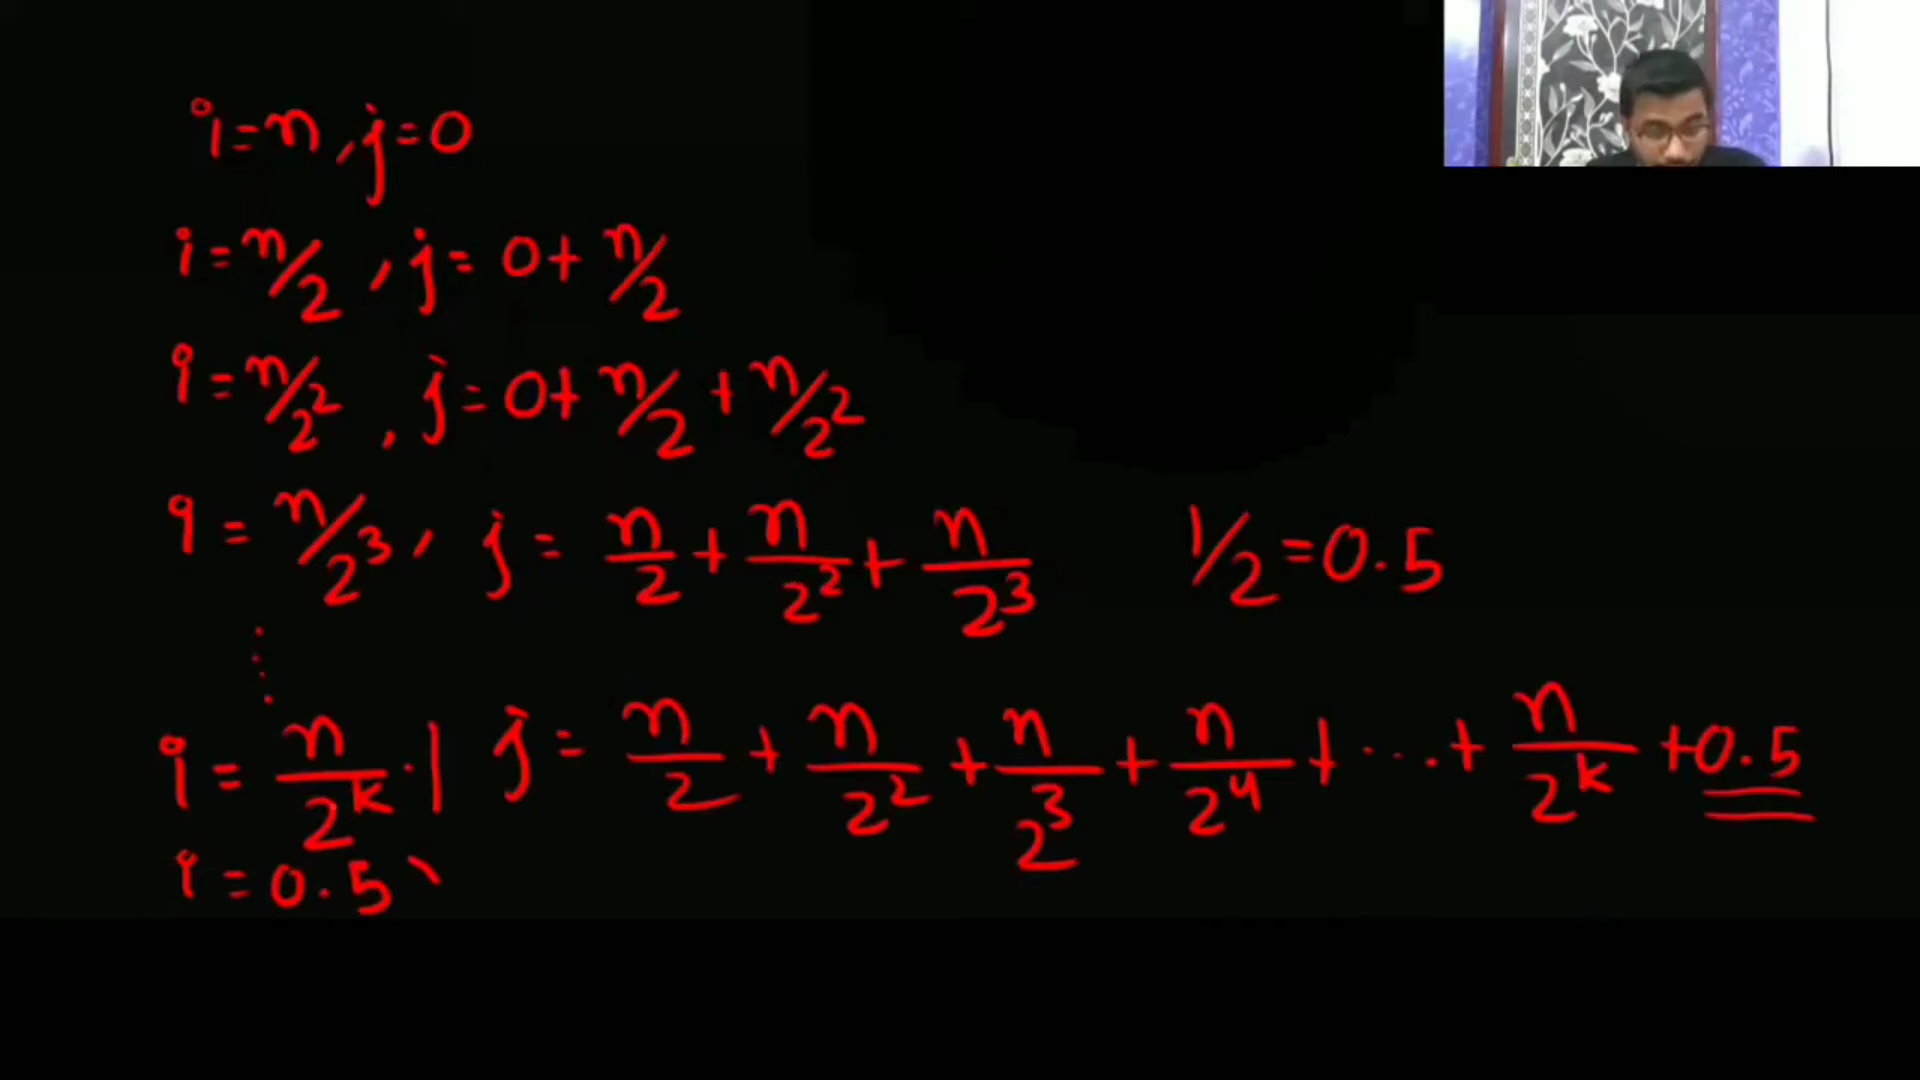 i=n, j=0
i=n/2, j=0+n/2
i=n/2², j=0+n/2+n/2²
i=n/2³, j=n/2+n/2²+n/2³ 1/2=0.5
⋮
i=n/2ᵏ·| j=n/2+n/2²+n/2³+n/2⁴+...+n/2ᵏ+0.5
i=0.5